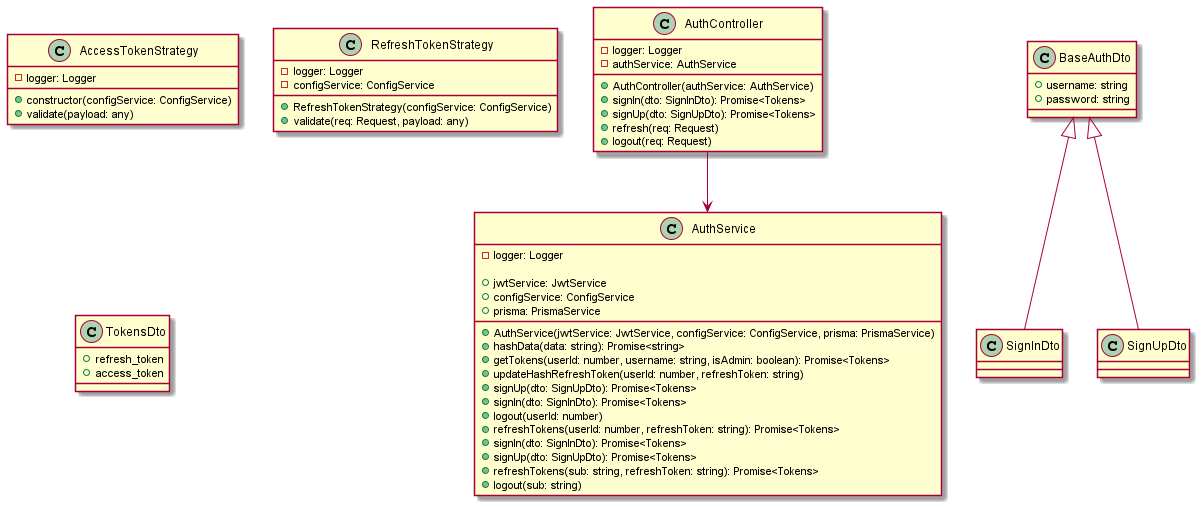 C AccessTokenStrategy
logger: Logger
constructor(configService: ConfigService)
validate(payload: any)
C RefreshTokenStrategy
logger: Logger
configService: ConfigService
RefreshTokenStrategy(configService: ConfigService)
validate(req: Request, payload: any)
C AuthController
logger: Logger
authService: AuthService
AuthController(authService: AuthService)
signIn(dto: SignInDto): Promise<Tokens>
signUp(dto: SignUpDto): Promise<Tokens>
refresh(req: Request)
logout(req: Request)
C BaseAuthDto
username: string
password: string
C TokensDto
refresh_token
access_token
C AuthService
logger: Logger
jwtService: JwtService
configService: ConfigService
prisma: PrismaService
AuthService(jwtService: JwtService, configService: ConfigService, prisma: PrismaService)
hashData(data: string): Promise<string>
getTokens(userId: number, username: string, isAdmin: boolean): Promise<Tokens>
updateHashRefreshToken(userId: number, refreshToken: string)
signUp(dto: SignUpDto): Promise<Tokens>
signIn(dto: SignInDto): Promise<Tokens>
logout(userId: number)
refreshTokens(userId: number, refreshToken: string): Promise<Tokens>
signIn(dto: SignInDto): Promise<Tokens>
signUp(dto: SignUpDto): Promise<Tokens>
refreshTokens(sub: string, refreshToken: string): Promise<Tokens>
logout(sub: string)
C SignInDto
C SignUpDto